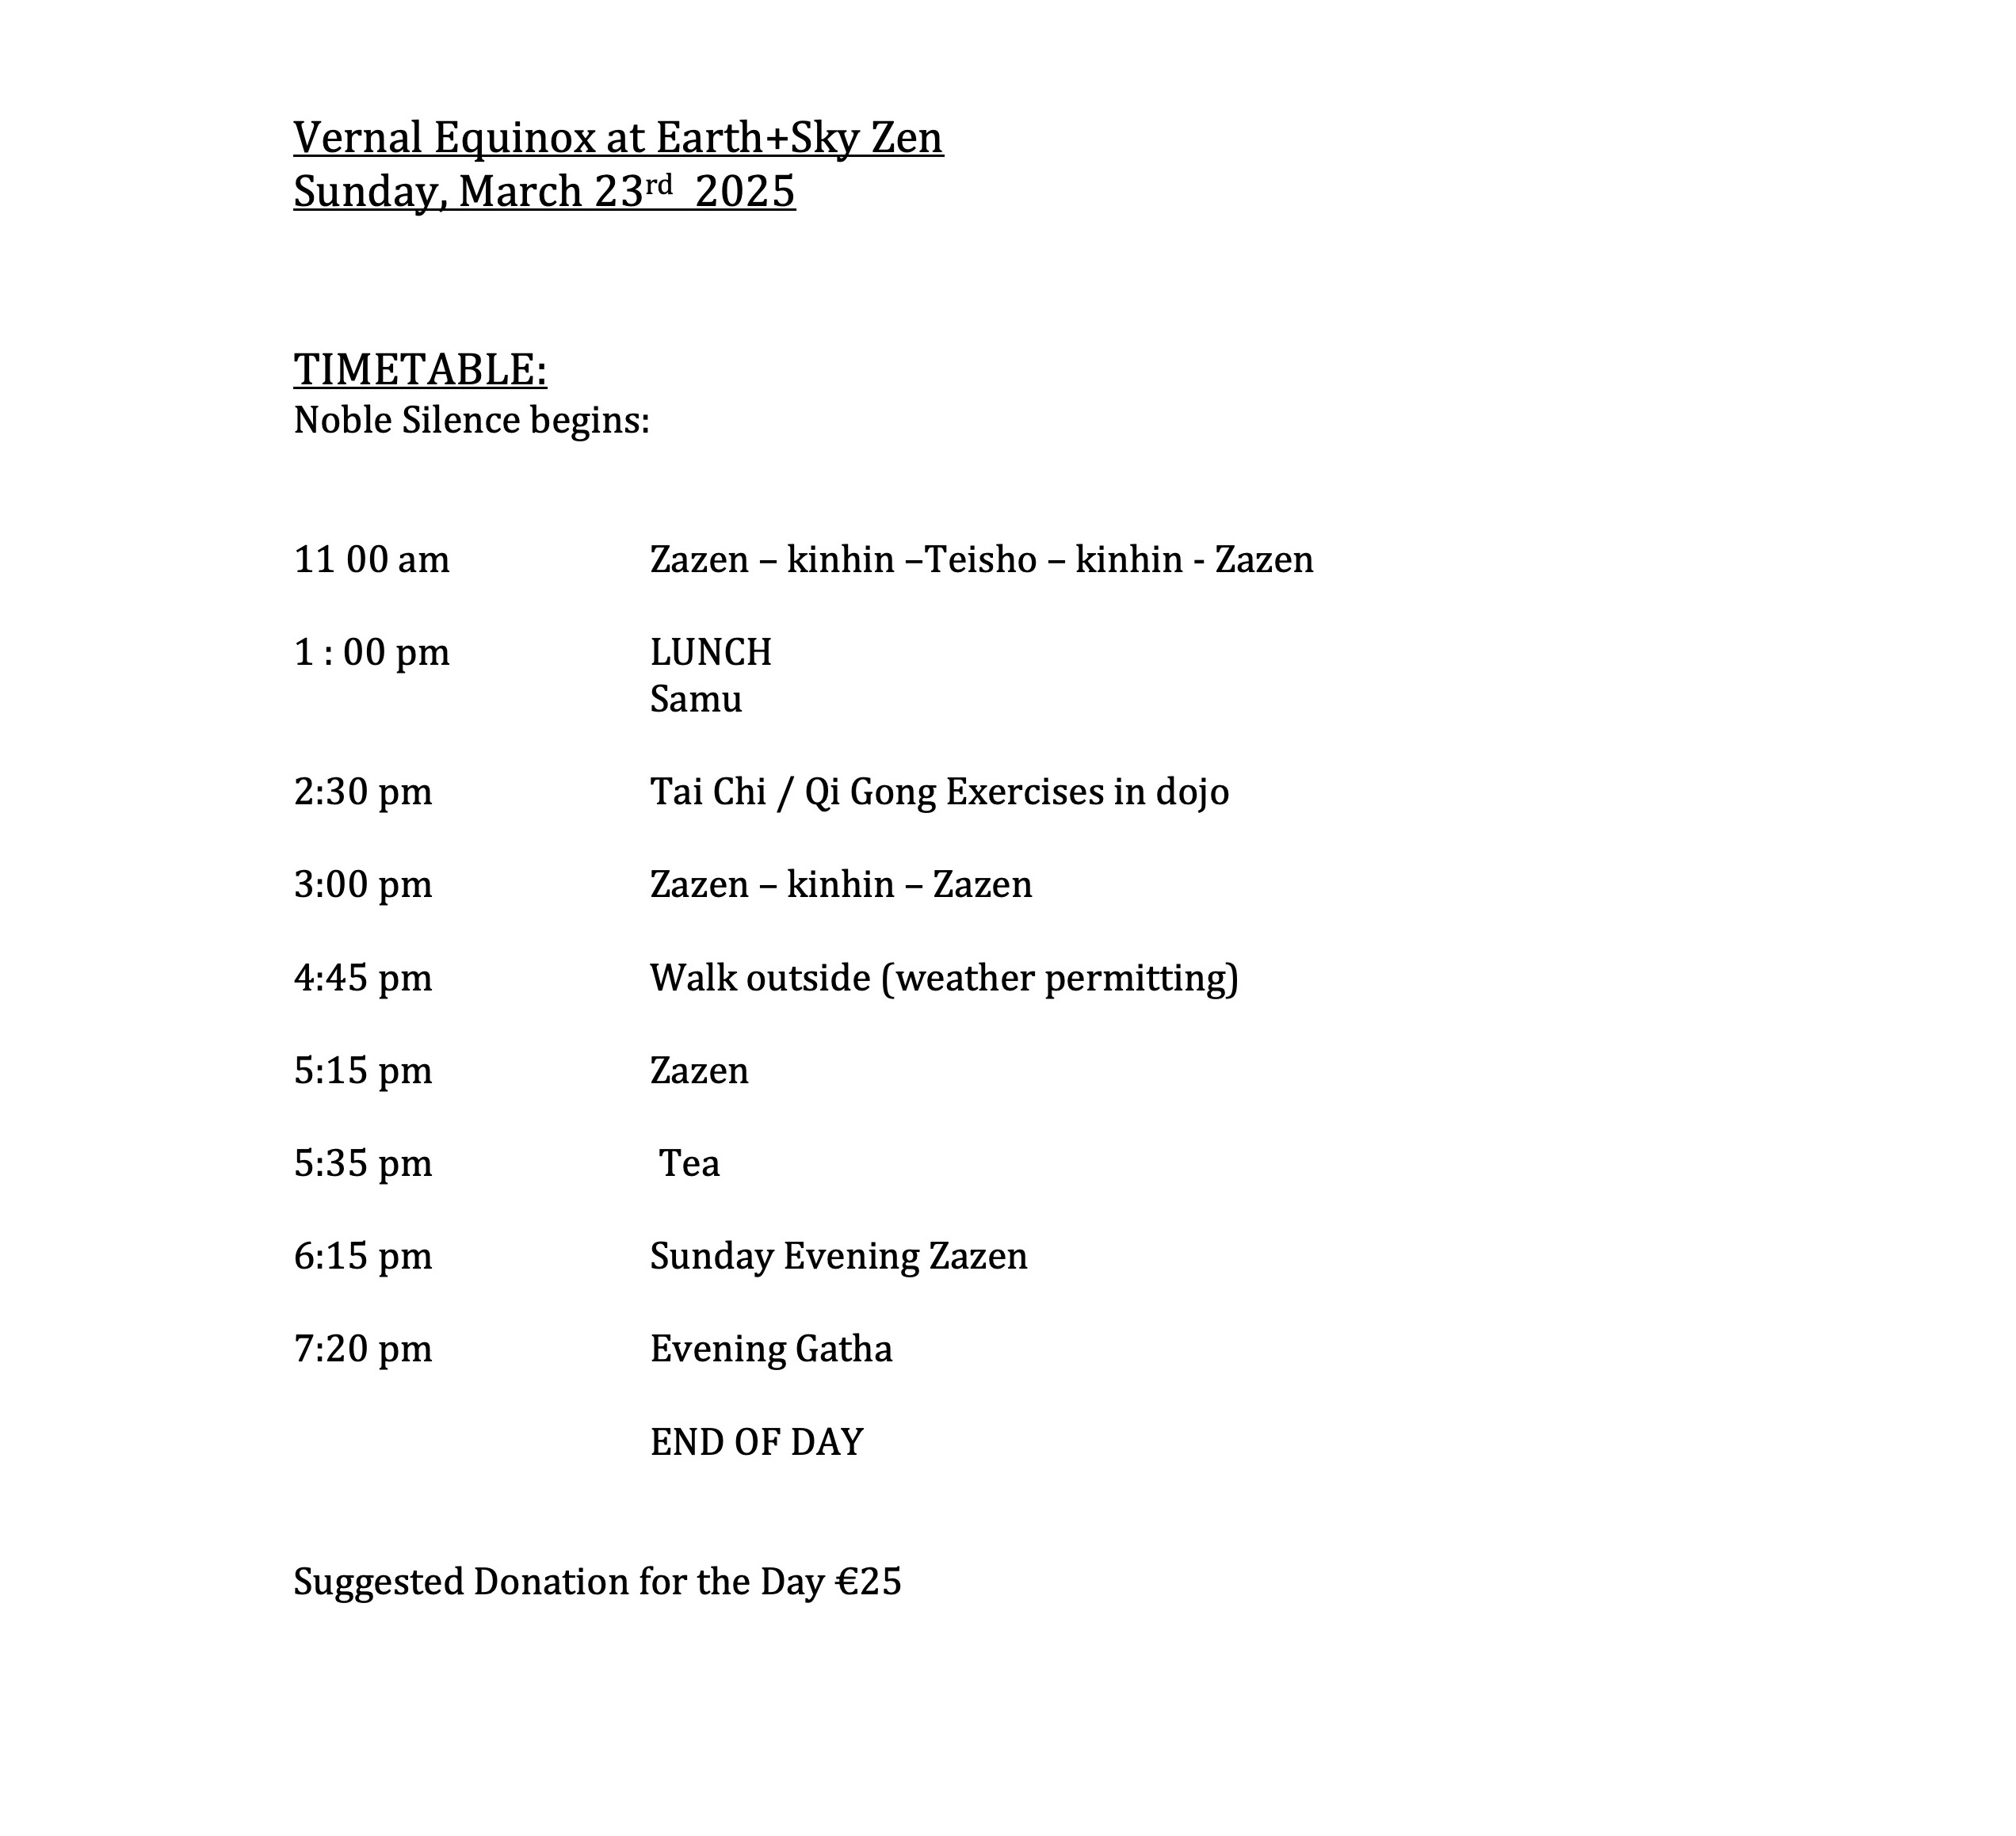 Vernal Equinox at Earth+Sky Zen
Sunday, March 23rd  2025
TIMETABLE:
Noble Silence begins:
11 00 am Zazen – kinhin –Teisho – kinhin - Zazen
1 : 00 pm LUNCH
Samu
2:30 pm Tai Chi / Qi Gong Exercises in dojo
3:00 pm Zazen – kinhin – Zazen
4:45 pm Walk outside (weather permitting)
5:15 pm Zazen
5:35 pm Tea
6:15 pm Sunday Evening Zazen
7:20 pm Evening Gatha
END OF DAY
Suggested Donation for the Day €25